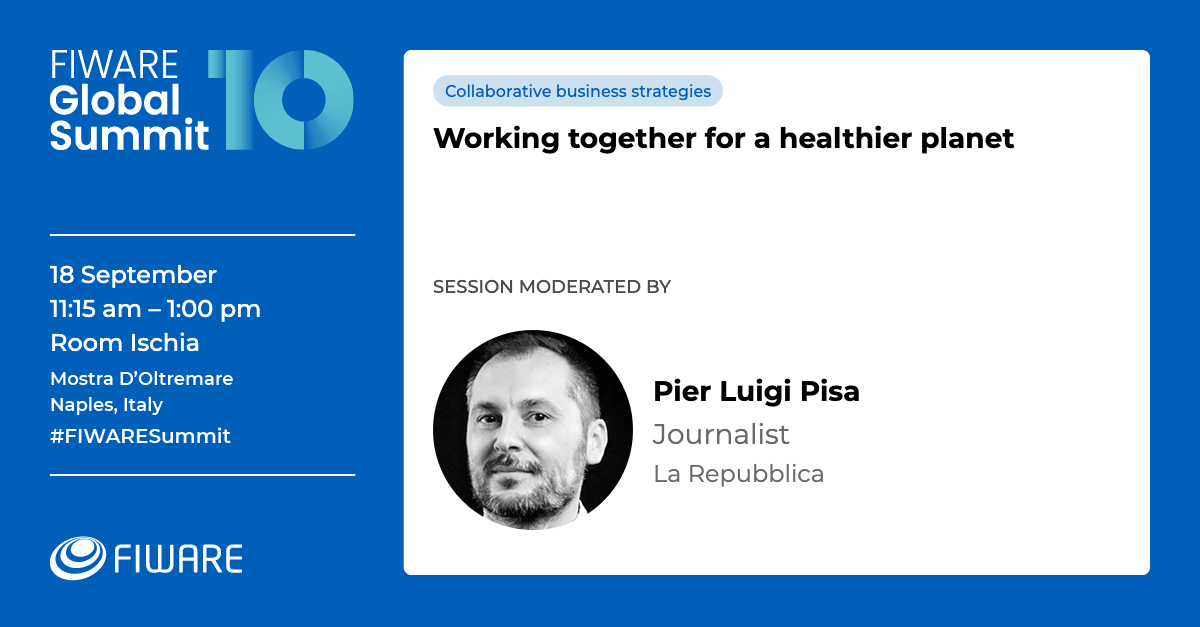 FIWARE
Global
Summit
10
18 September
11:15 am – 1:00 pm
Room Ischia
Mostra D’Oltremare
Naples, Italy
#FIWARESummit
FIWARE
Collaborative business strategies
Working together for a healthier planet
SESSION MODERATED BY
Pier Luigi Pisa
Journalist
La Repubblica